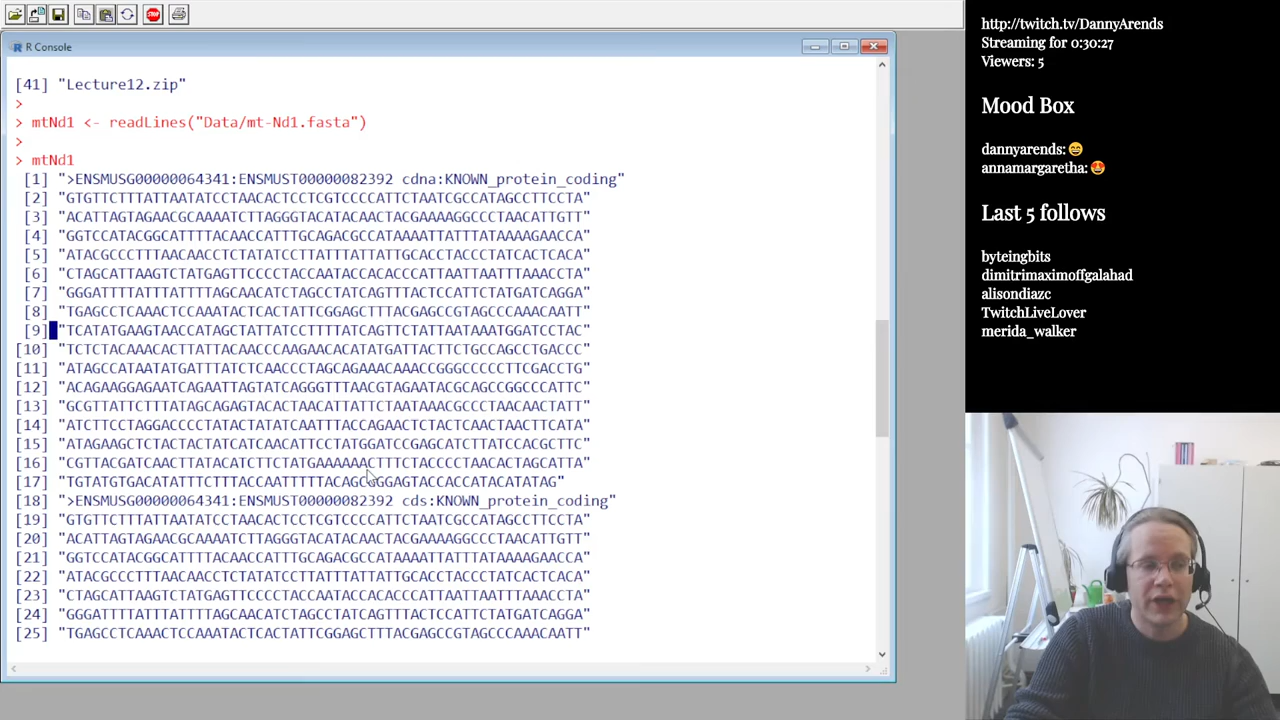 R Console
[41] "Lecture12.zip"
>
> mtNd1 <- readLines("Data/mt-Nd1.fasta")
>
> mtNd1
[1] ">ENSMUSG00000064341:ENSMUST00000082392 cdna:KNOWN_protein_coding"
[2] "GTGTTCTTTATTAATATCCTAACACTCCTCGTCCCCATTCTAATCGCCATAGCCTTCCTA"
[3] "ACATTAGTAGAACGCAAAATCTTAGGGTACATACAACTACGAAAAGGCCCTAACATTGTT"
[4] "GGTCCATACGGCATTTTACAACCATTTGCAGACGCCATAAAATTATTTATAAAAGAACCA"
[5] "ATACGCCCTTTAACAACCTCTATATCCTTATTTATTATTGCACCTACCCTATCACTCACA"
[6] "CTAGCATTAAGTCTATGAGTTCCCCTACCAATACCACACCCATTAATTAATTTAAACCTA"
[7] "GGGATTTTATTTATTTTAGCAACATCTAGCCTATCAGTTTACTCCATTCTATGATCAGGA"
[8] "TGAGCCTCAAACTCCAAATACTCACTATTCGGAGCTTTACGAGCCGTAGCCCAAACAATT"
[9] "TCATATGAAGTAACCATAGCTATTATCCTTTTATCAGTTCTATTAATAAATGGATCCTAC"
[10] "TCTCTACAAACACTTATTACAACCCAAGAACACATATGATTACTTCTGCCAGCCTGACCC"
[11] "ATAGCCATAATATGATTTATCTCAACCCTAGCAGAAACAAACCGGGCCCCCTTCGACCTG"
[12] "ACAGAAGGAGAATCAGAATTAGTATCAGGGTTTAACGTAGAATACGCAGCCGGCCCATTC"
[13] "GCGTTATTCTTTATAGCAGAGTACACTAACATTATTCTAATAAACGCCCTAACAACTATT"
[14] "ATCTTCCTAGGACCCCTATACTATATCAATTTACCAGAACTCTACTCAACTAACTTCATA"
[15] "ATAGAAGCTCTACTACTATCATCAACATTCCTATGGATCCGAGCATCTTATCCACGCTTC"
[16] "CGTTACGATCAACTTATACATCTTCTATGAAAAAACTTTCTACCCCTAACACTAGCATTA"
[17] "TGTATGTGACATATTTCTTTACCAATTTTTACAGCGGGAGTACCACCATACATATAG"
[18] ">ENSMUSG00000064341:ENSMUST00000082392 cds:KNOWN_protein_coding"
[19] "GTGTTCTTTATTAATATCCTAACACTCCTCGTCCCCATTCTAATCGCCATAGCCTTCCTA"
[20] "ACATTAGTAGAACGCAAAATCTTAGGGTACATACAACTACGAAAAGGCCCTAACATTGTT"
[21] "GGTCCATACGGCATTTTACAACCATTTGCAGACGCCATAAAATTATTTATAAAAGAACCA"
[22] "ATACGCCCTTTAACAACCTCTATATCCTTATTTATTATTGCACCTACCCTATCACTCACA"
[23] "CTAGCATTAAGTCTATGAGTTCCCCTACCAATACCACACCCATTAATTAATTTAAACCTA"
[24] "GGGATTTTATTTATTTTAGCAACATCTAGCCTATCAGTTTACTCCATTCTATGATCAGGA"
[25] "TGAGCCTCAAACTCCAAATACTCACTATTCGGAGCTTTACGAGCCGTAGCCCAAACAATT"
http://twitch.tv/DannyArends
Streaming for 0:30:27
Viewers: 5
Mood Box
dannyarends: 😄
annamargaretha: 😍
Last 5 follows
byteingbits
dimitrimaximoffgalahad
alisondiazc
TwitchLiveLover
merida_walker
STOP